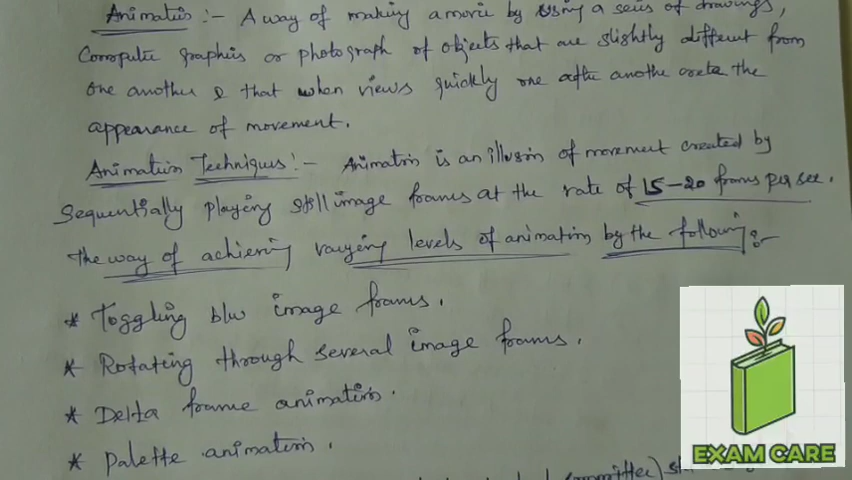 Animation :- A way of making a movie by using a series of drawings,
Computer graphics or photograph of objects that are slightly different from
one another & that when views quickly one after another create the
appearance of movement.
Animation Techniques :- Animation is an illusion of movement created by
Sequentially playing still image frames at the rate of 15-20 frames per sec.
The way of achieving varying levels of animation by the following :-
* Toggling b/w image frames.
* Rotating through several image frames.
* Delta frame animation.
* Palette animation.
committee)
EXAM CARE